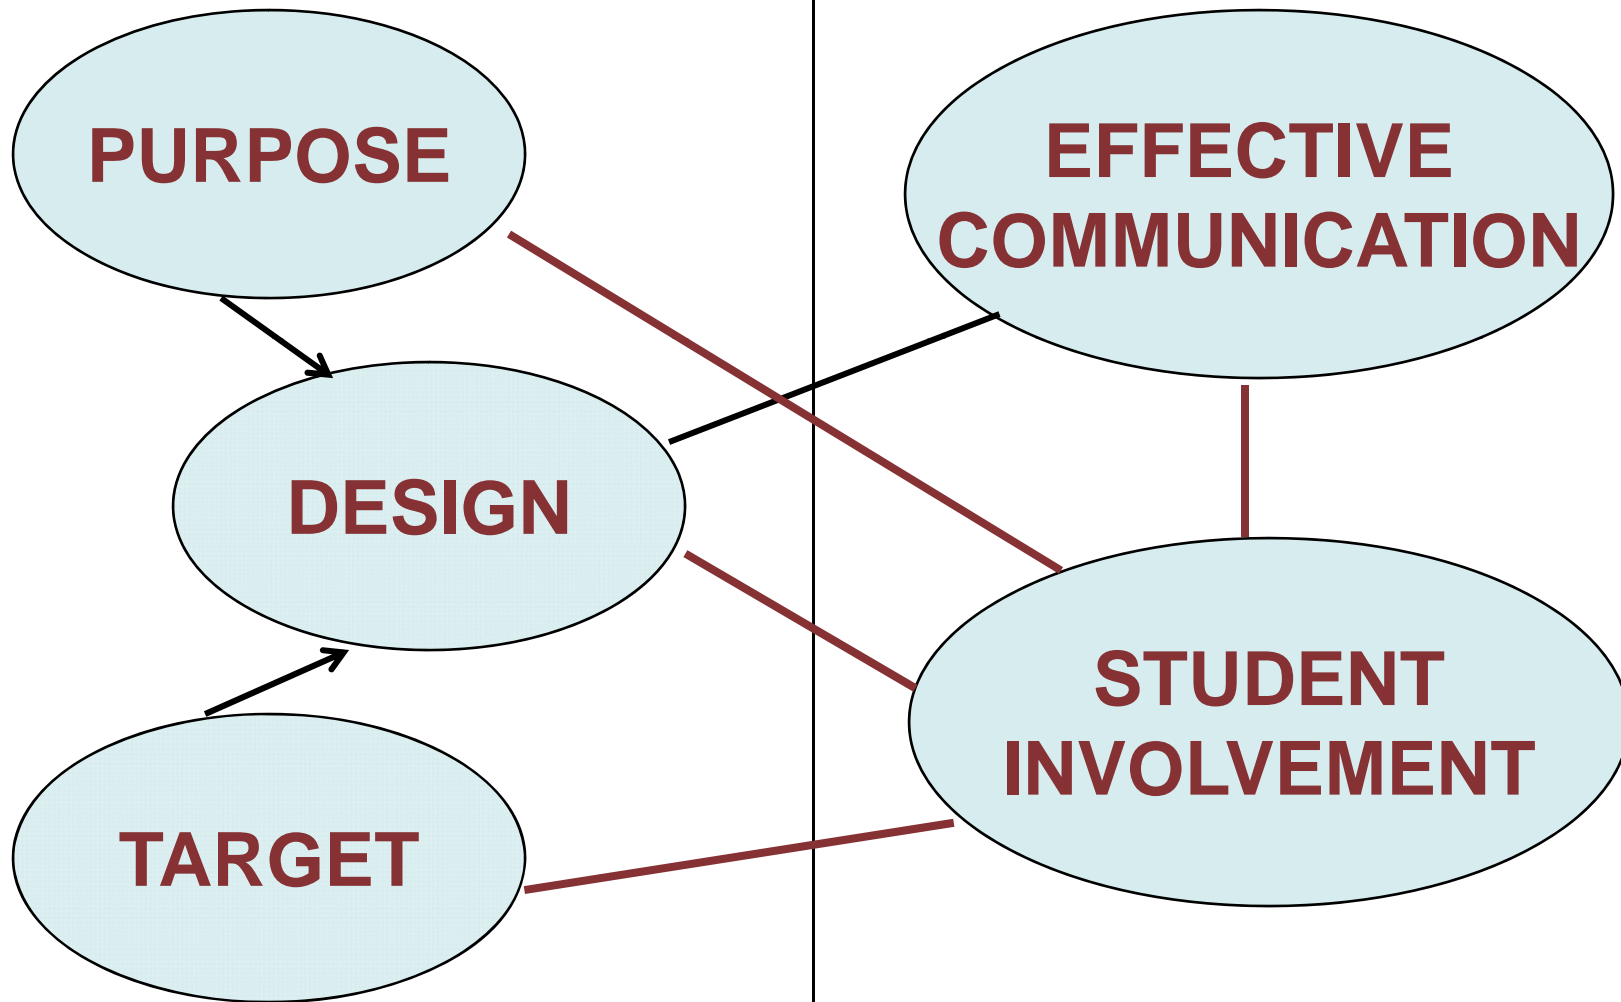 PURPOSE
EFFECTIVE
COMMUNICATION
DESIGN
STUDENT
INVOLVEMENT
TARGET